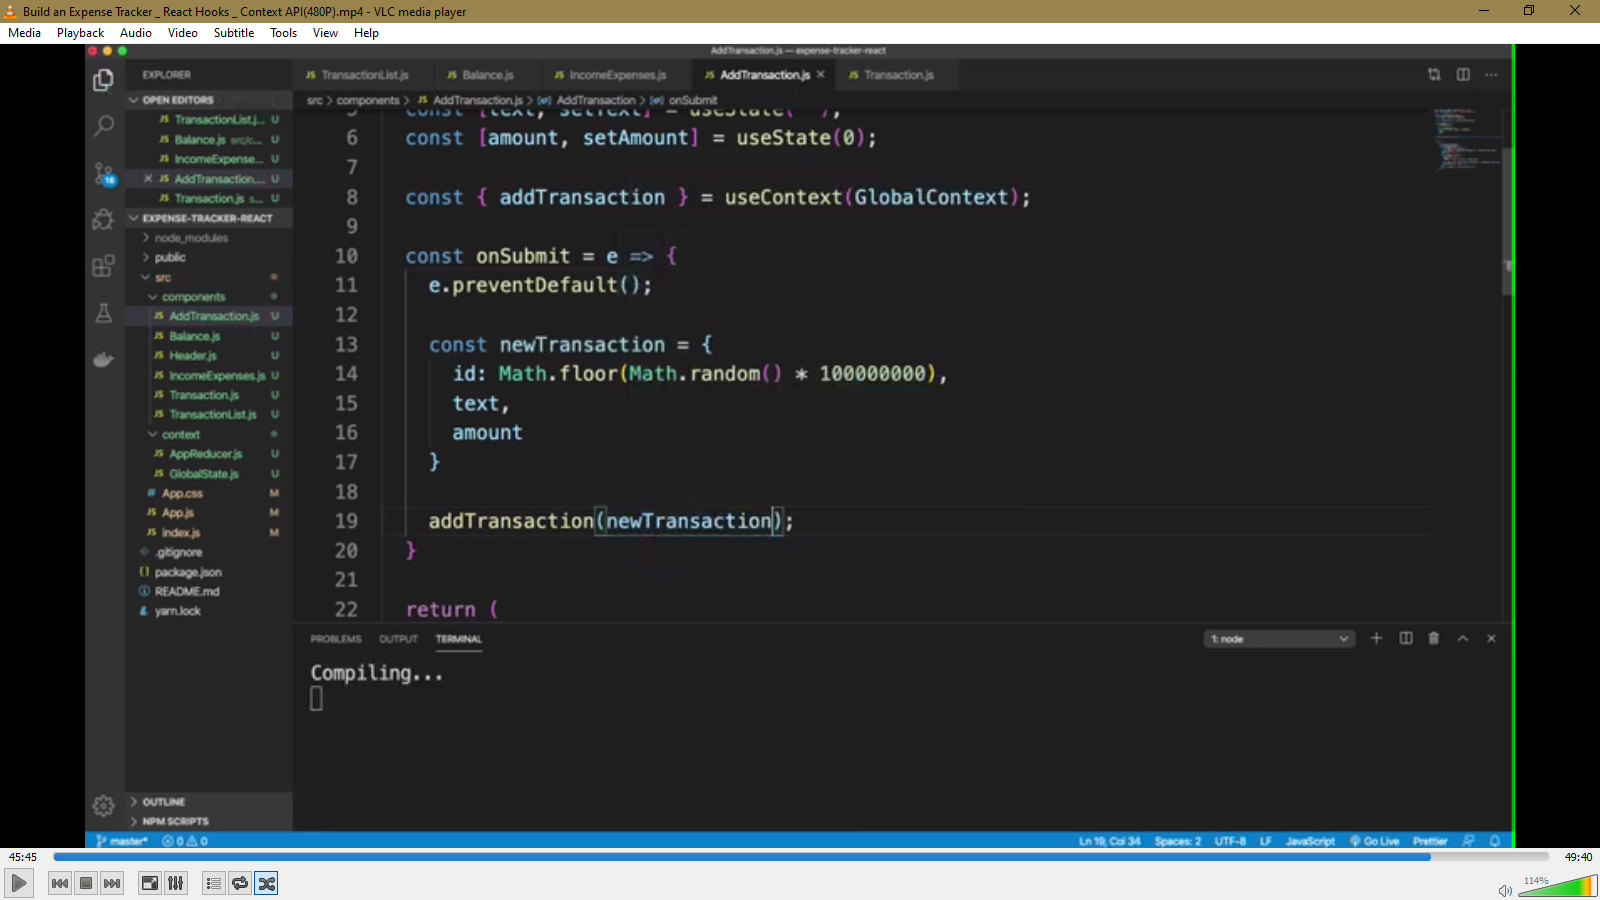 Build an Expense Tracker _ React Hooks _ Context API(480P).mp4 - VLC media player
Media Playback Audio Video Subtitle Tools View Help
AddTransaction.js — expense-tracker-react
EXPLORER
TransactionList.js
Balance.js
IncomeExpenses.js
AddTransaction.js
Transaction.js
OPEN EDITORS
TransactionList.j... U
Balance.js src/c... U
IncomeExpense... U
AddTransaction.... U
Transaction.js s... U
EXPENSE-TRACKER-REACT
node_modules
public
src
components
AddTransaction.js U
Balance.js U
Header.js U
IncomeExpenses.js U
Transaction.js U
TransactionList.js U
context
AppReducer.js U
GlobalState.js U
App.css M
App.js M
index.js M
.gitignore
package.json
README.md
yarn.lock
OUTLINE
NPM SCRIPTS
16
src > components > AddTransaction.js > AddTransaction > onSubmit
5 const [text, setText] = useState('');
6 const [amount, setAmount] = useState(0);
7
8 const { addTransaction } = useContext(GlobalContext);
9
10 const onSubmit = e => {
11 e.preventDefault();
12
13 const newTransaction = {
14 id: Math.floor(Math.random() * 100000000),
15 text,
16 amount
17 }
18
19 addTransaction(newTransaction);
20 }
21
22 return (
PROBLEMS OUTPUT TERMINAL
1: node
Compiling...
master* 0 0
Ln 19, Col 34 Spaces: 2 UTF-8 LF JavaScript Go Live Prettier
45:45
49:40
114%